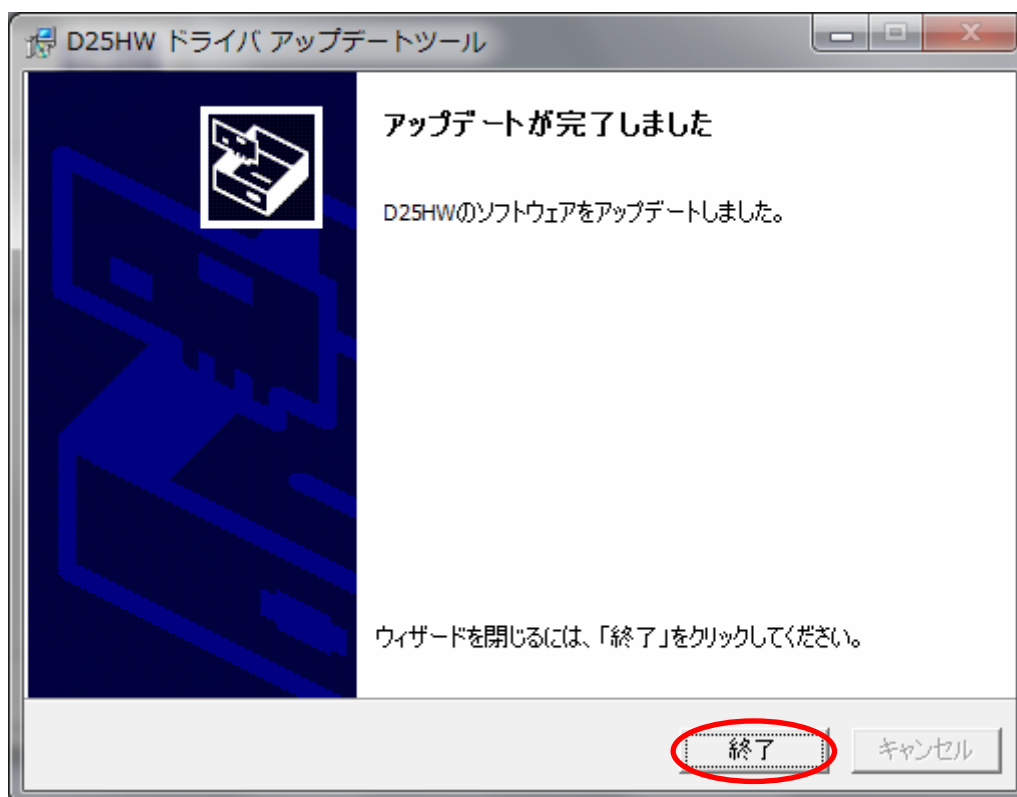 D25HW ドライバ アップデートツール
アップデートが完了しました
D25HWのソフトウェアをアップデートしました。
ウィザードを閉じるには、「終了」をクリックしてください。
終了
キャンセル